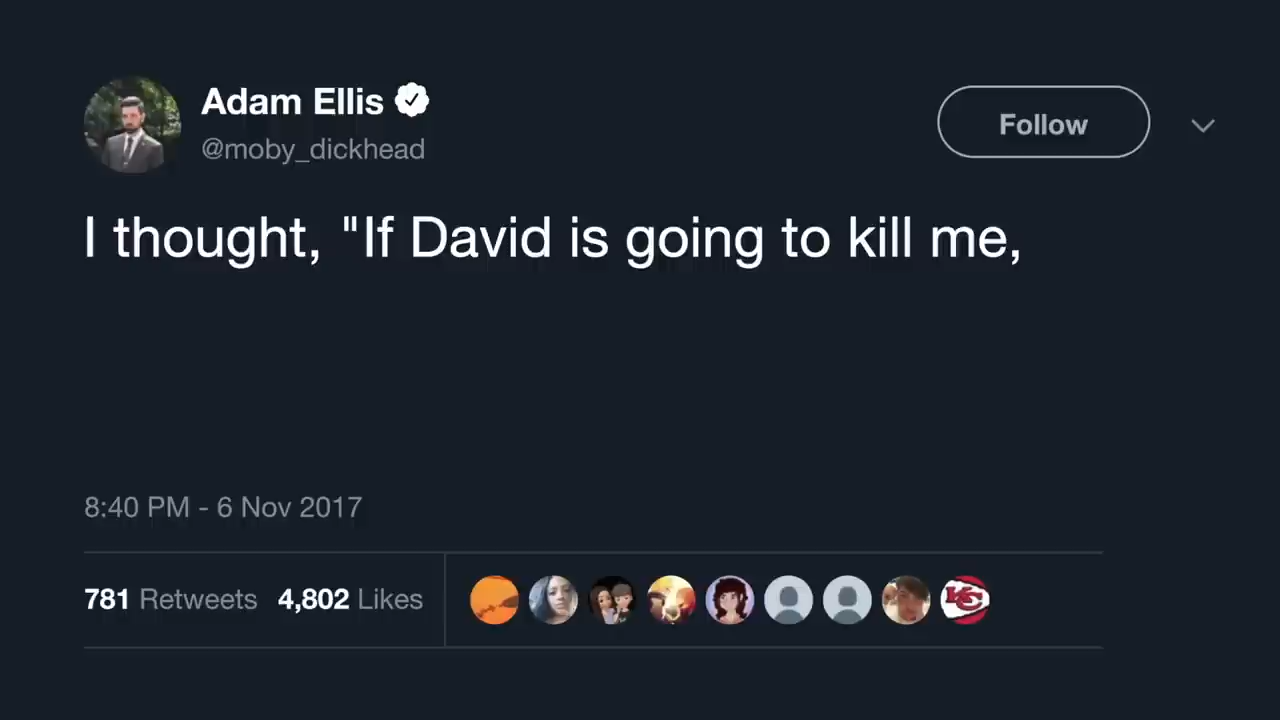 Adam Ellis
@moby_dickhead
Follow
I thought, "If David is going to kill me,
8:40 PM - 6 Nov 2017
781 Retweets 4,802 Likes
KC